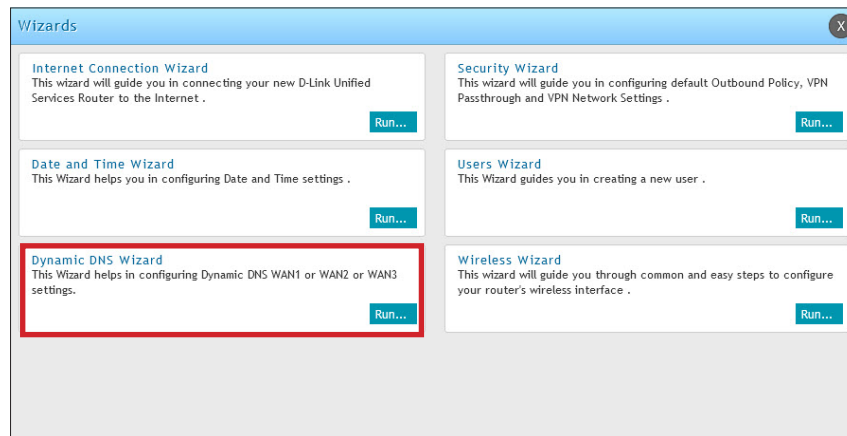 Wizards
X
Internet Connection Wizard
This wizard will guide you in connecting your new D-Link Unified
Services Router to the Internet .
Run...
Security Wizard
This wizard will guide you in configuring default Outbound Policy, VPN
Passthrough and VPN Network Settings .
Run...
Date and Time Wizard
This Wizard helps you in configuring Date and Time settings .
Run...
Users Wizard
This Wizard guides you in creating a new user .
Run...
Dynamic DNS Wizard
This Wizard helps in configuring Dynamic DNS WAN1 or WAN2 or WAN3
settings.
Run...
Wireless Wizard
This wizard will guide you through common and easy steps to configure
your router's wireless interface .
Run...